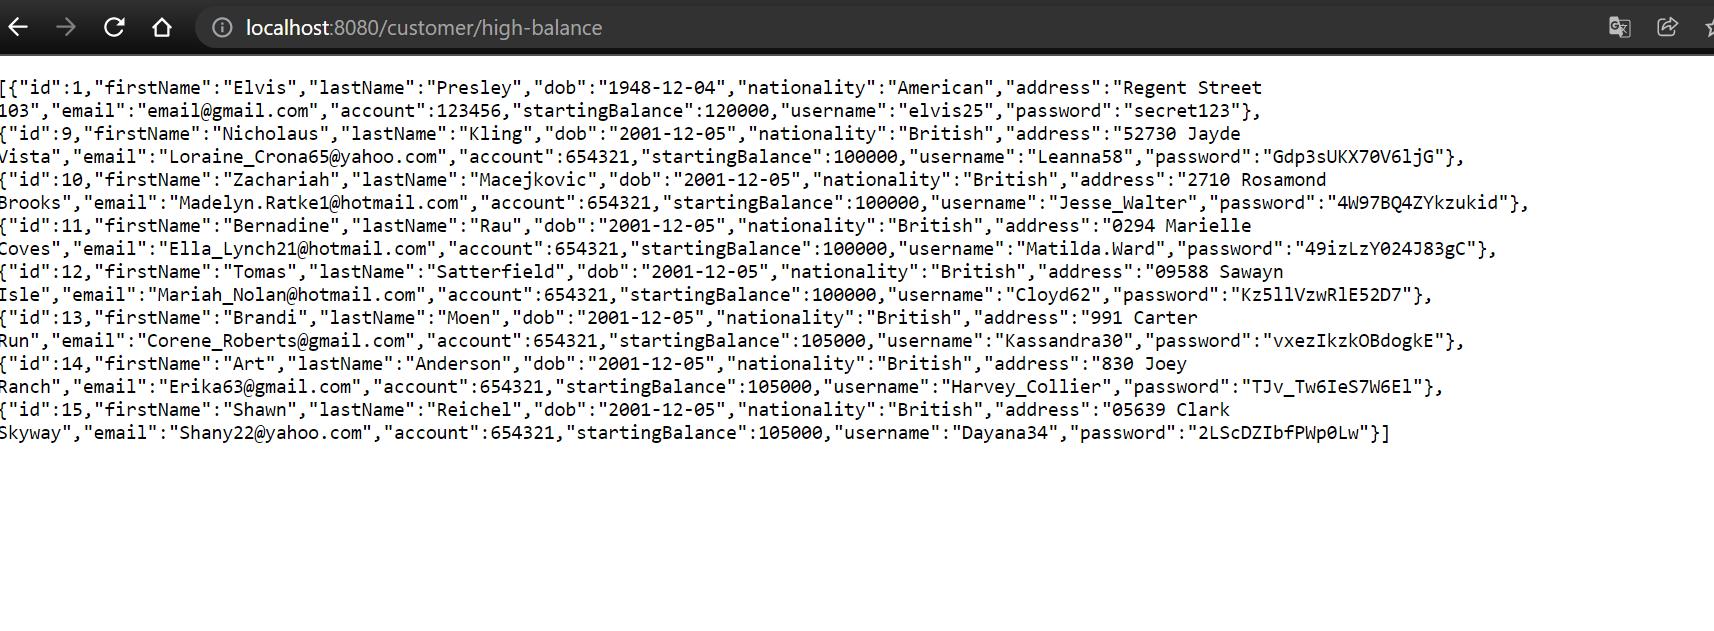 localhost:8080/customer/high-balance
[{"id":1,"firstName":"Elvis","lastName":"Presley","dob":"1948-12-04","nationality":"American","address":"Regent Street
103","email":"email@gmail.com","account":123456,"startingBalance":120000,"username":"elvis25","password":"secret123"},
{"id":9,"firstName":"Nicholaus","lastName":"Kling","dob":"2001-12-05","nationality":"British","address":"52730 Jayde
Vista","email":"Loraine_Crona65@yahoo.com","account":654321,"startingBalance":100000,"username":"Leanna58","password":"Gdp3sUKX70V6ljG"},
{"id":10,"firstName":"Zachariah","lastName":"Macejkovic","dob":"2001-12-05","nationality":"British","address":"2710 Rosamond
Brooks","email":"Madelyn.Ratke1@hotmail.com","account":654321,"startingBalance":100000,"username":"Jesse_Walter","password":"4W97BQ4ZYkzukid"},
{"id":11,"firstName":"Bernadine","lastName":"Rau","dob":"2001-12-05","nationality":"British","address":"0294 Marielle
Coves","email":"Ella_Lynch21@hotmail.com","account":654321,"startingBalance":100000,"username":"Matilda.Ward","password":"49izLzY024J83gC"},
{"id":12,"firstName":"Tomas","lastName":"Satterfield","dob":"2001-12-05","nationality":"British","address":"09588 Sawayn
Isle","email":"Mariah_Nolan@hotmail.com","account":654321,"startingBalance":100000,"username":"Cloyd62","password":"Kz5llVzwRlE52D7"},
{"id":13,"firstName":"Brandi","lastName":"Moen","dob":"2001-12-05","nationality":"British","address":"991 Carter
Run","email":"Corene_Roberts@gmail.com","account":654321,"startingBalance":105000,"username":"Kassandra30","password":"vxezIkzkOBdogkE"},
{"id":14,"firstName":"Art","lastName":"Anderson","dob":"2001-12-05","nationality":"British","address":"830 Joey
Ranch","email":"Erika63@gmail.com","account":654321,"startingBalance":105000,"username":"Harvey_Collier","password":"TJv_Tw6IeS7W6El"},
{"id":15,"firstName":"Shawn","lastName":"Reichel","dob":"2001-12-05","nationality":"British","address":"05639 Clark
Skyway","email":"Shany22@yahoo.com","account":654321,"startingBalance":105000,"username":"Dayana34","password":"2LScDZIbfPWp0Lw"}]